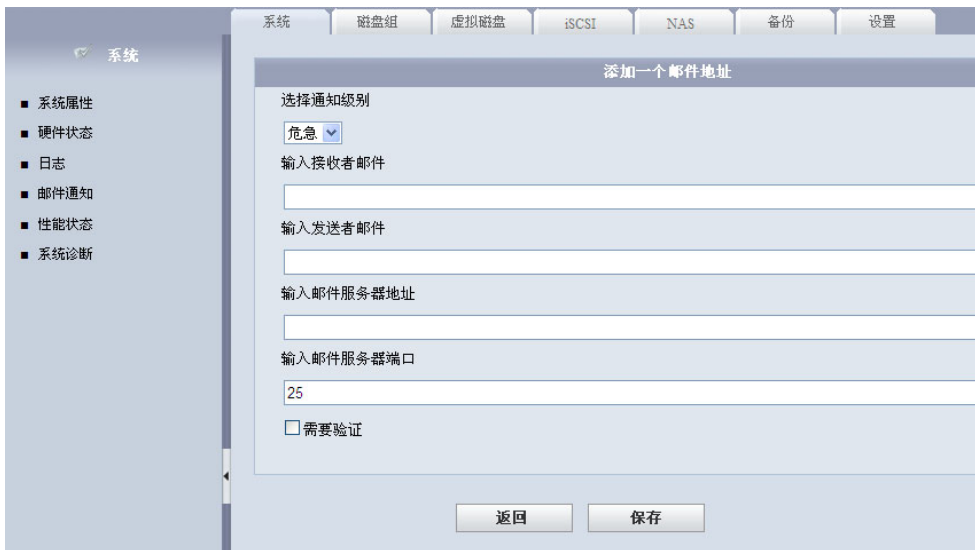 系统 磁盘组 虚拟磁盘 iSCSI NAS 备份 设置
系统
系统属性
硬件状态
日志
邮件通知
性能状态
系统诊断
添加一个邮件地址
选择通知级别
危急
输入接收者邮件
输入发送者邮件
输入邮件服务器地址
输入邮件服务器端口
25
需要验证
返回 保存